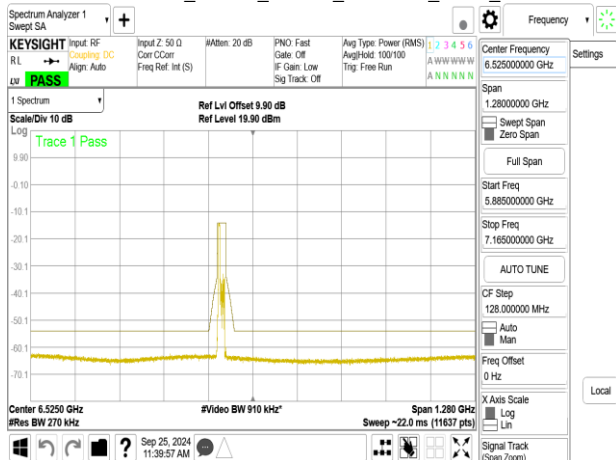 Spectrum Analyzer 1
Swept SA
+
Frequency
KEYSIGHT
Input: RF
Coupling: DC
Align: Auto
Input Z: 50 Ω
Corr CCorr
Freq Ref: Int (S)
#Atten: 20 dB
PNO: Fast
Gate: Off
IF Gain: Low
Sig Track: Off
Avg Type: Power (RMS)
Avg|Hold: 100/100
Trig: Free Run
1 2 3 4 5 6
A W W W W W
A N N N N N
RL
LXI
PASS
1 Spectrum
Scale/Div 10 dB
Ref Lvl Offset 9.90 dB
Ref Level 19.90 dBm
Log
Trace 1 Pass
9.90
-0.10
-10.1
-20.1
-30.1
-40.1
-50.1
-60.1
-70.1
Center 6.5250 GHz
#Res BW 270 kHz
#Video BW 910 kHz*
Span 1.280 GHz
Sweep ~22.0 ms (11637 pts)
Sep 25, 2024
11:39:57 AM
?
Center Frequency
6.525000000 GHz
Settings
Span
1.28000000 GHz
Swept Span
Zero Span
Full Span
Start Freq
5.885000000 GHz
Stop Freq
7.165000000 GHz
AUTO TUNE
CF Step
128.000000 MHz
Auto
Man
Freq Offset
0 Hz
X Axis Scale
Log
Lin
Local
Signal Track
(Span Zoom)